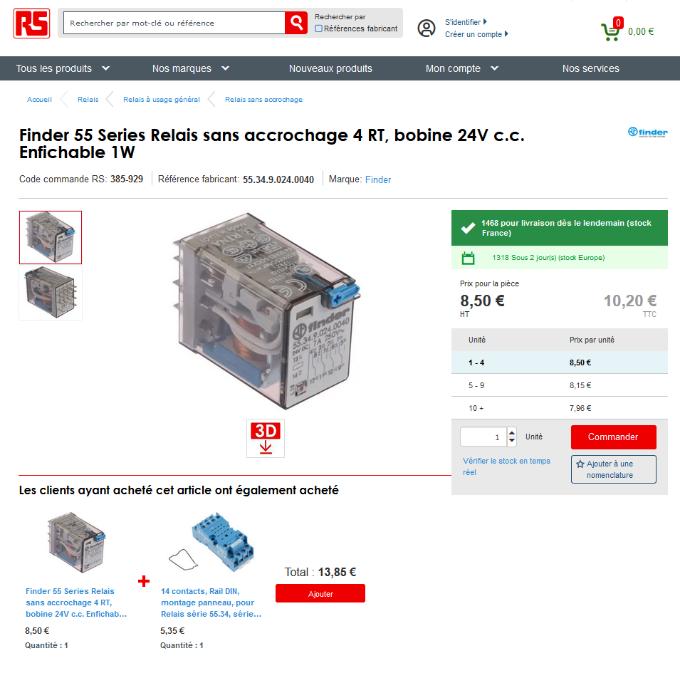 RS
Rechercher par mot-clé ou référence
Rechercher par
Références fabricant
S'identifier
Créer un compte
0
0,00 €
Tous les produits
Nos marques
Nouveaux produits
Mon compte
Nos services
Accueil
Relais
Relais à usage général
Relais sans accrochage
Finder 55 Series Relais sans accrochage 4 RT, bobine 24V c.c.
Enfichable 1W
finder
Code commande RS: 385-929
Référence fabricant: 55.34.9.024.0040
Marque: Finder
finder
55.34.9.024.0040
3D
1468 pour livraison dès le lendemain (stock
France)
1318 Sous 2 jour(s) (stock Europe)
Prix pour la pièce
8,50 €
10,20 €
HT
TTC
Unité
Prix par unité
1 - 4
8,50 €
5 - 9
8,15 €
10 +
7,96 €
1
Unité
Commander
Vérifier le stock en temps
réel
Ajouter à une
nomenclature
Les clients ayant acheté cet article ont également acheté
Finder 55 Series Relais
sans accrochage 4 RT,
bobine 24V c.c. Enfichab...
8,50 €
Quantité : 1
14 contacts, Rail DIN,
montage panneau, pour
Relais série 55.34, série...
5,35 €
Quantité : 1
Total : 13,85 €
Ajouter